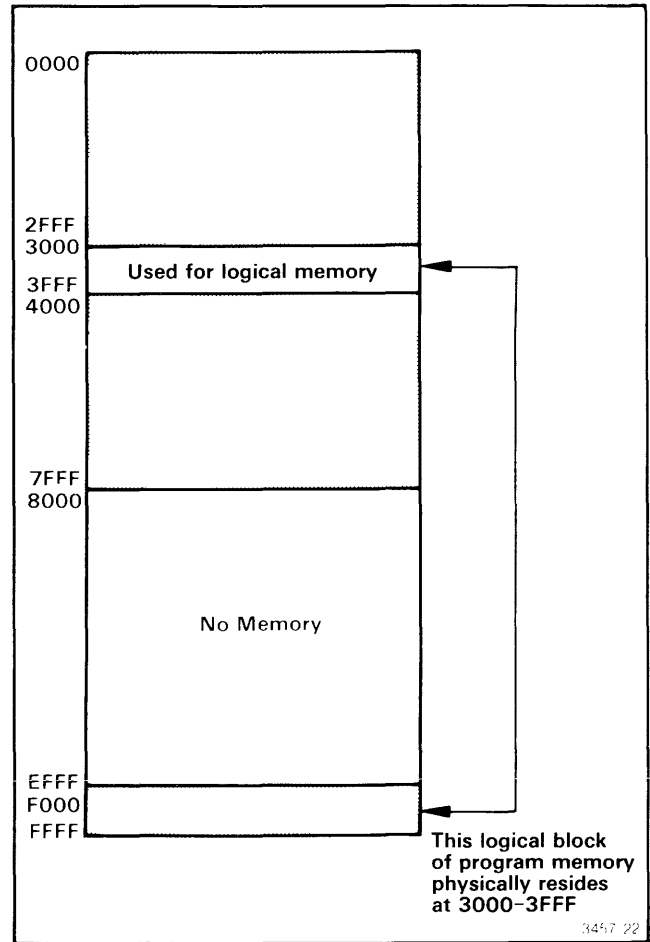 0000
2FFF
3000
Used for logical memory
3FFF
4000
7FFF
8000
No Memory
EFFF
F000
FFFF
This logical block
of program memory
physically resides
at 3000-3FFF
3457-22